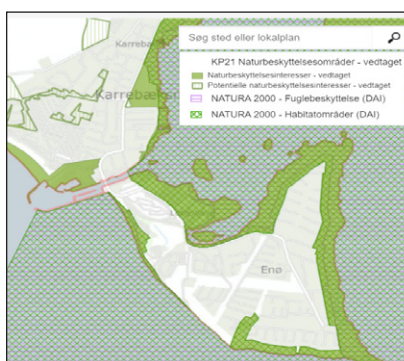 Søg sted eller lokalplan
KP21 Naturbeskyttelsesområder - vedtaget
Naturbeskyttelsesinteresser - vedtaget
Potentielle naturbeskyttelsesinteresser - vedtaget
NATURA 2000 - Fuglebeskyttelse (DAI)
NATURA 2000 - Habitatområder (DAI)
Karrebæk
Enø